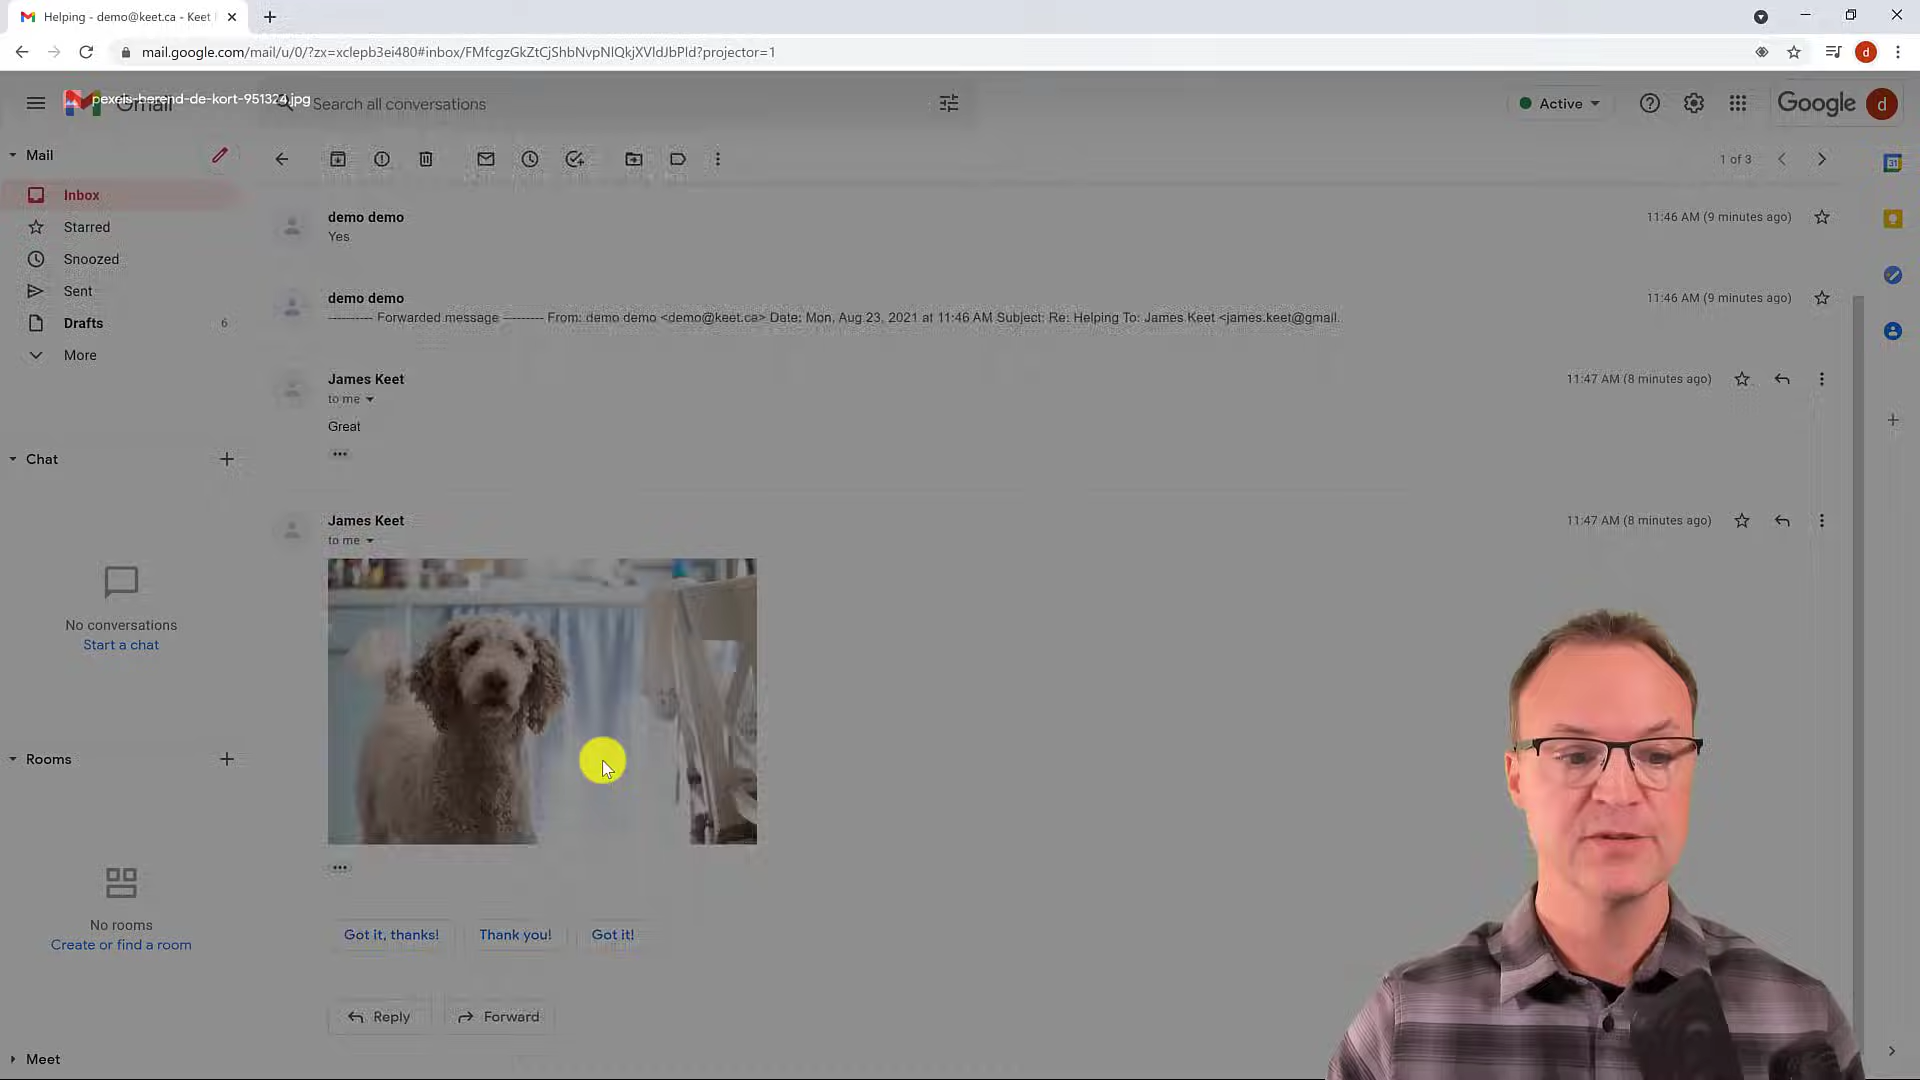 Helping - demo@keet.ca - Keet
mail.google.com/mail/u/0/?zx=xclepb3ei480#inbox/FMfcgzGkZtCjShbNvpNlQkjXVldJbPld?projector=1
d
pexels-berend-de-kort-951324.jpg
Gmail
Search all conversations
Active
Google
d
Mail
1 of 3
31
Inbox
Starred
Snoozed
Sent
Drafts
6
More
demo demo
11:46 AM (9 minutes ago)
Yes
demo demo
11:46 AM (9 minutes ago)
---------- Forwarded message --------- From: demo demo <demo@keet.ca> Date: Mon, Aug 23, 2021 at 11:46 AM Subject: Re: Helping To: James Keet <james.keet@gmail.
James Keet
11:47 AM (8 minutes ago)
to me
Great
Chat
James Keet
11:47 AM (8 minutes ago)
to me
No conversations
Start a chat
Rooms
No rooms
Create or find a room
Got it, thanks!
Thank you!
Got it!
Reply
Forward
Meet